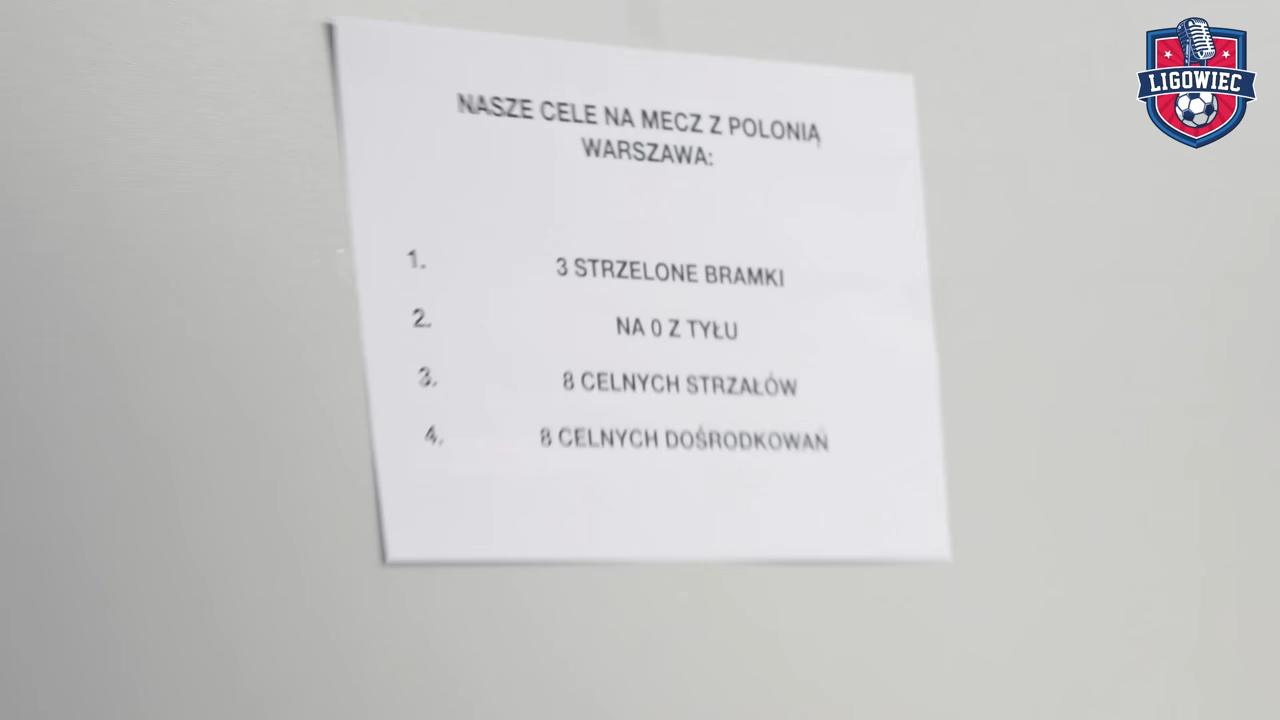 LIGOWIEC
NASZE CELE NA MECZ Z POLONIĄ
WARSZAWA:
1. 3 STRZELONE BRAMKI
2. NA 0 Z TYŁU
3. 8 CELNYCH STRZAŁÓW
4. 8 CELNYCH DOŚRODKOWAŃ